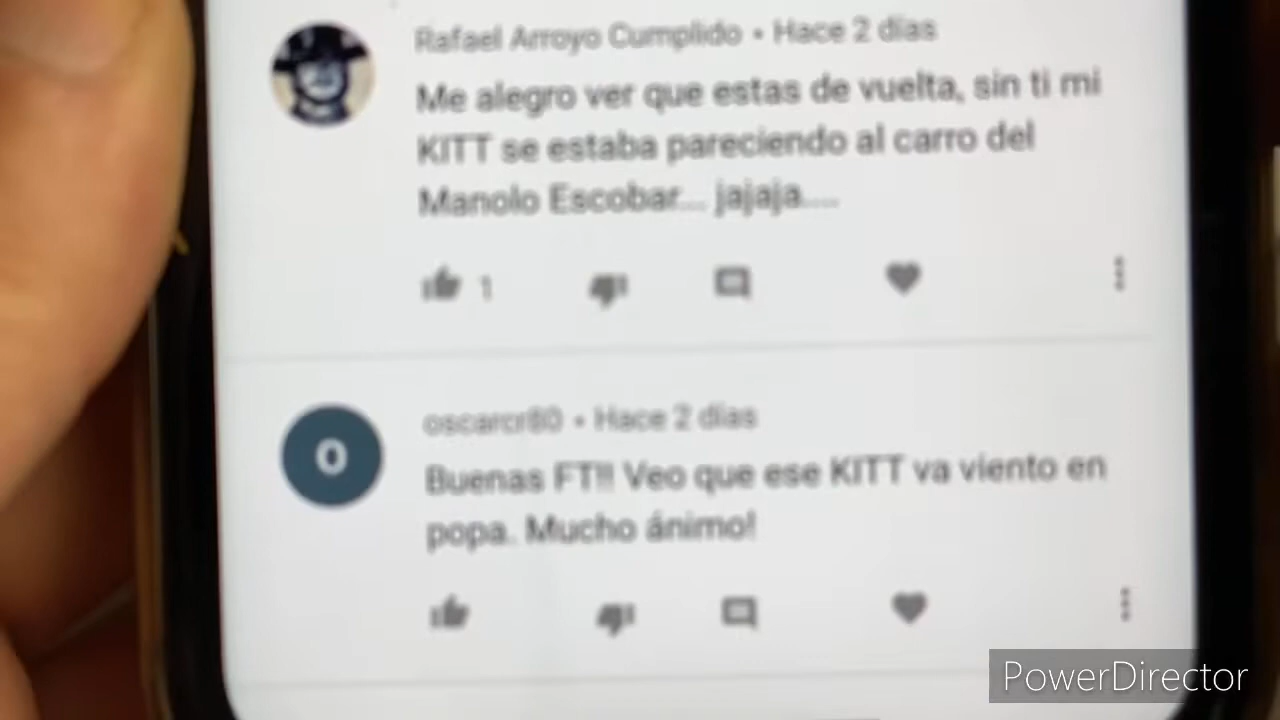 Rafael Arroyo Cumplido • Hace 2 días
Me alegro ver que estas de vuelta, sin ti mi
KITT se estaba pareciendo al carro del
Manolo Escobar... jajaja....
1
O
oscarcr80 • Hace 2 días
Buenas FT!! Veo que ese KITT va viento en
popa. Mucho ánimo!
PowerDirector